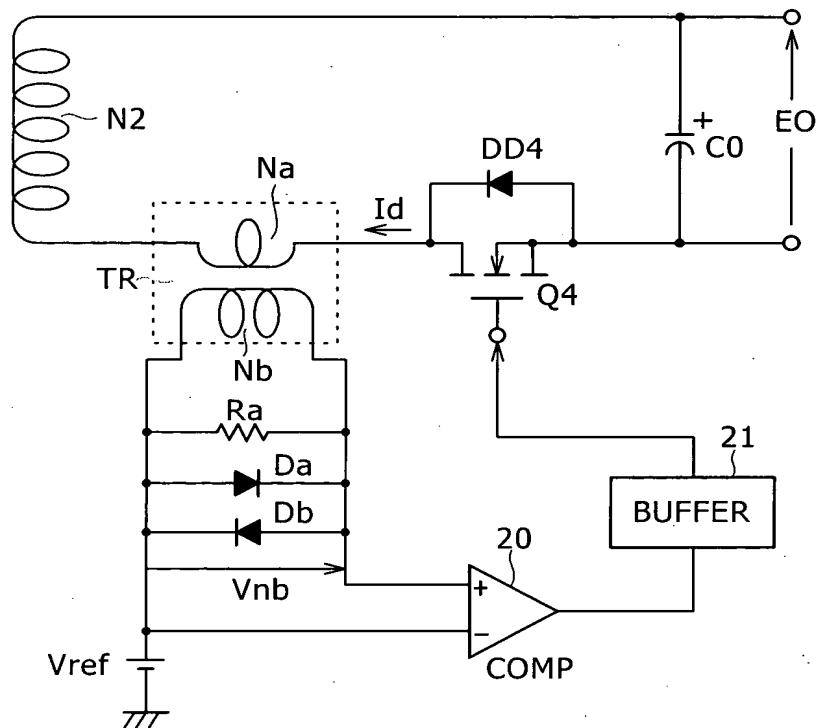 N2
Na
DD4
+
C0
EO
Id
TR
Q4
Nb
Ra
21
Da
BUFFER
Db
20
Vnb
+
−
Vref
COMP